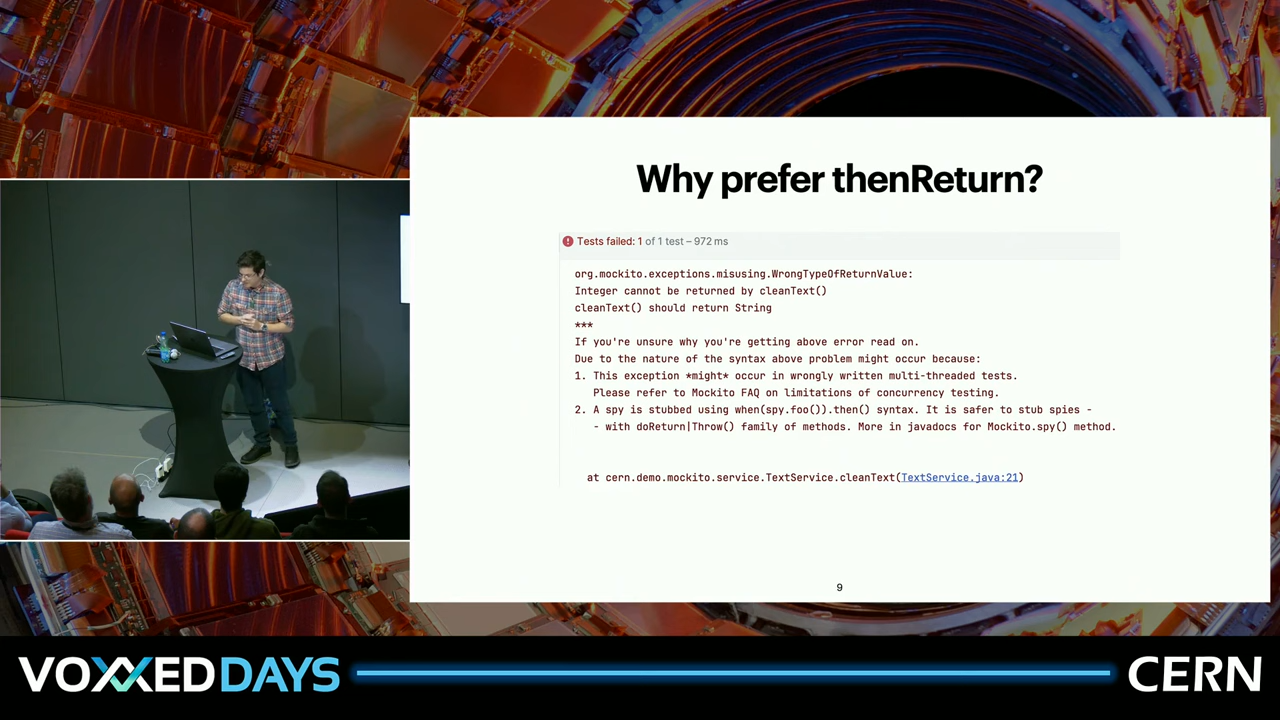 Why prefer thenReturn?
Tests failed: 1 of 1 test – 972 ms
org.mockito.exceptions.misusing.WrongTypeOfReturnValue:
Integer cannot be returned by cleanText()
cleanText() should return String
***
If you're unsure why you're getting above error read on.
Due to the nature of the syntax above problem might occur because:
1. This exception *might* occur in wrongly written multi-threaded tests.
Please refer to Mockito FAQ on limitations of concurrency testing.
2. A spy is stubbed using when(spy.foo()).then() syntax. It is safer to stub spies -
- with doReturn|Throw() family of methods. More in javadocs for Mockito.spy() method.
at cern.demo.mockito.service.TextService.cleanText(TextService.java:21)
9
VOXXED DAYS
CERN